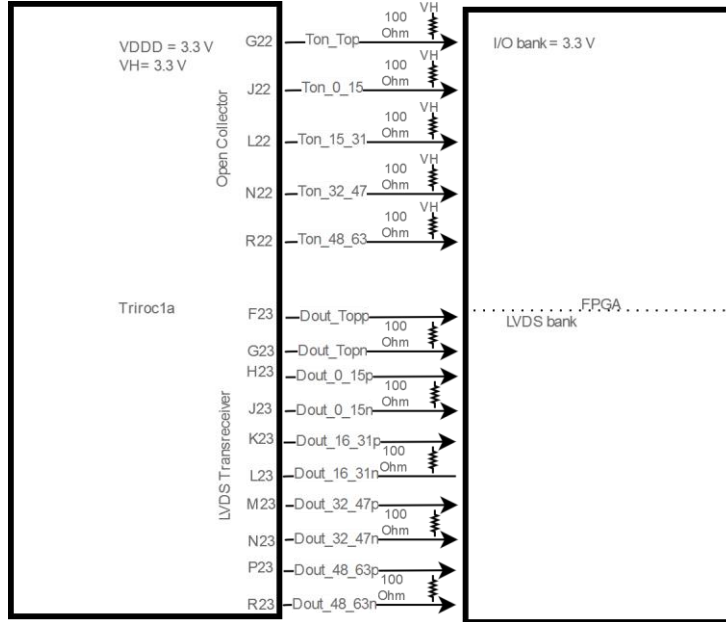 VDDD = 3.3 V
VH= 3.3 V
Open Collector
G22 Ton_Top 100 Ohm VH
J22 Ton_0_15 100 Ohm VH
L22 Ton_15_31 100 Ohm VH
N22 Ton_32_47 100 Ohm VH
R22 Ton_48_63 100 Ohm VH
I/O bank = 3.3 V
Triroc1a
LVDS Transreceiver
F23 Dout_Topp
100 Ohm
G23 Dout_Topn
H23 Dout_0_15p
100 Ohm
J23 Dout_0_15n
K23 Dout_16_31p
100 Ohm
L23 Dout_16_31n
M23 Dout_32_47p
100 Ohm
N23 Dout_32_47n
P23 Dout_48_63p
100 Ohm
R23 Dout_48_63n
FPGA
LVDS bank